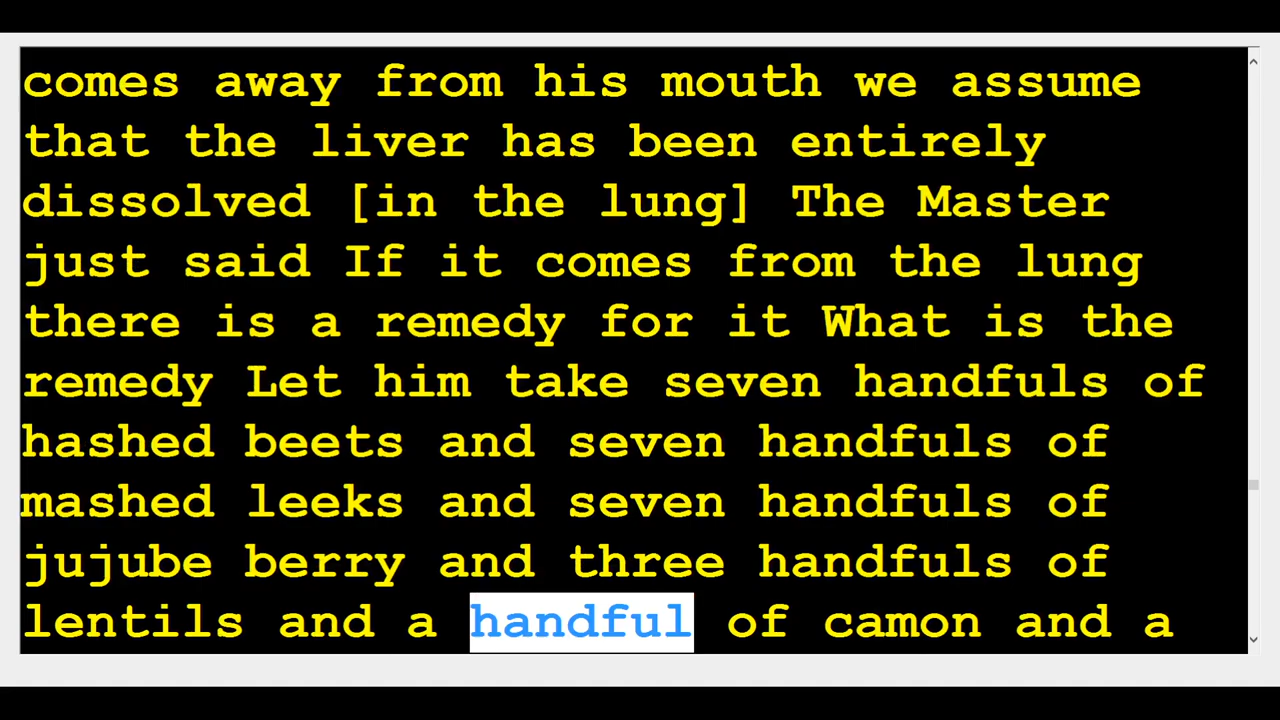 comes away from his mouth we assume
that the liver has been entirely
dissolved [in the lung] The Master
just said If it comes from the lung
there is a remedy for it What is the
remedy Let him take seven handfuls of
hashed beets and seven handfuls of
mashed leeks and seven handfuls of
jujube berry and three handfuls of
lentils and a handful of camon and a